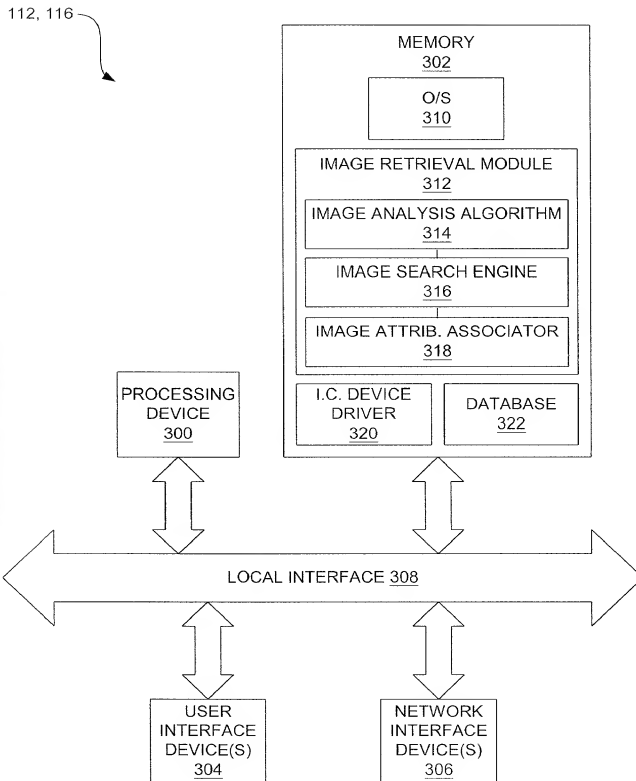 112, 116
MEMORY
302
O/S
310
IMAGE RETRIEVAL MODULE
312
IMAGE ANALYSIS ALGORITHM
314
IMAGE SEARCH ENGINE
316
IMAGE ATTRIB. ASSOCIATOR
318
PROCESSING
DEVICE
300
I.C. DEVICE
DRIVER
320
DATABASE
322
LOCAL INTERFACE 308
USER
INTERFACE
DEVICE(S)
304
NETWORK
INTERFACE
DEVICE(S)
306